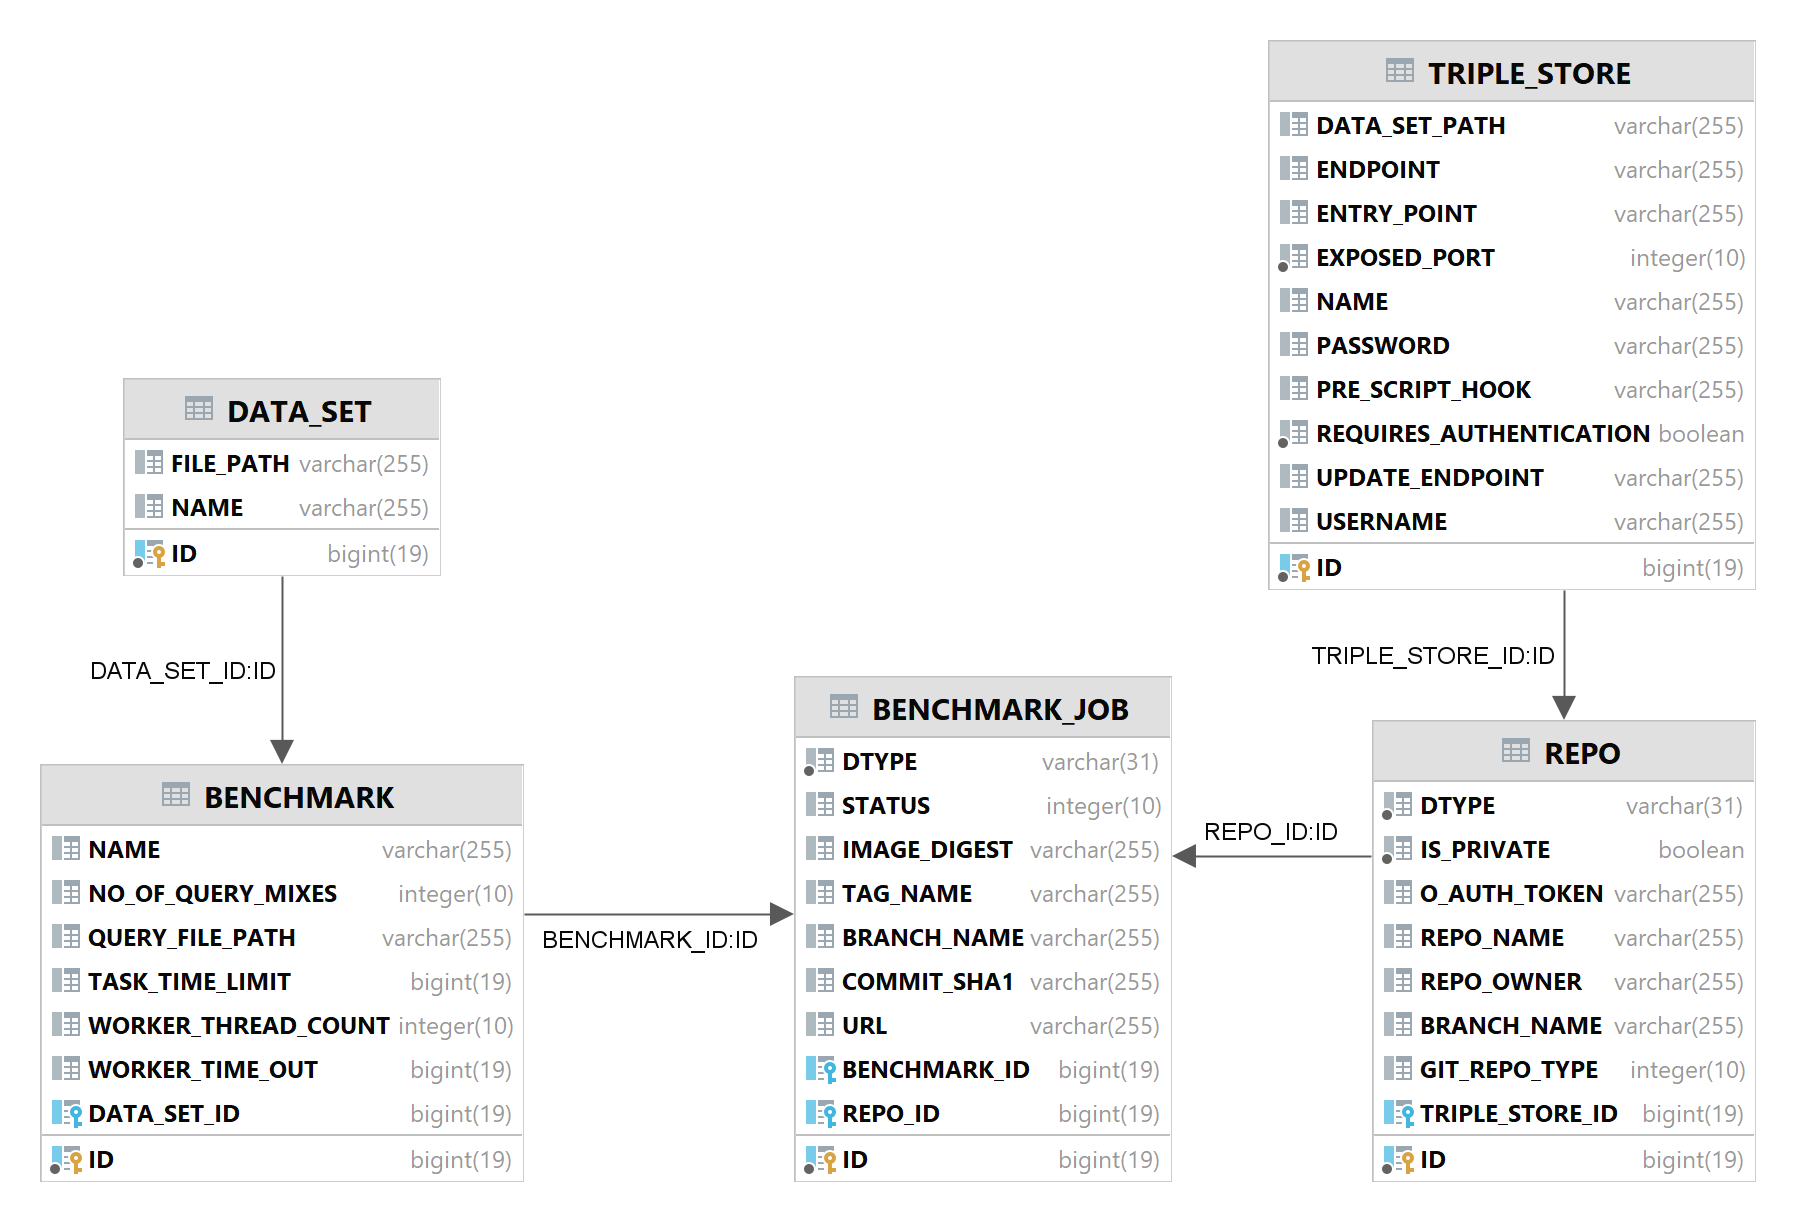 TRIPLE_STORE
DATA_SET_PATH varchar(255)
ENDPOINT varchar(255)
ENTRY_POINT varchar(255)
EXPOSED_PORT integer(10)
NAME varchar(255)
PASSWORD varchar(255)
PRE_SCRIPT_HOOK varchar(255)
REQUIRES_AUTHENTICATION boolean
UPDATE_ENDPOINT varchar(255)
USERNAME varchar(255)
ID bigint(19)
DATA_SET
FILE_PATH varchar(255)
NAME varchar(255)
ID bigint(19)
DATA_SET_ID:ID
TRIPLE_STORE_ID:ID
BENCHMARK
NAME varchar(255)
NO_OF_QUERY_MIXES integer(10)
QUERY_FILE_PATH varchar(255)
TASK_TIME_LIMIT bigint(19)
WORKER_THREAD_COUNT integer(10)
WORKER_TIME_OUT bigint(19)
DATA_SET_ID bigint(19)
ID bigint(19)
BENCHMARK_ID:ID
BENCHMARK_JOB
DTYPE varchar(31)
STATUS integer(10)
IMAGE_DIGEST varchar(255)
TAG_NAME varchar(255)
BRANCH_NAME varchar(255)
COMMIT_SHA1 varchar(255)
URL varchar(255)
BENCHMARK_ID bigint(19)
REPO_ID bigint(19)
ID bigint(19)
REPO_ID:ID
REPO
DTYPE varchar(31)
IS_PRIVATE boolean
O_AUTH_TOKEN varchar(255)
REPO_NAME varchar(255)
REPO_OWNER varchar(255)
BRANCH_NAME varchar(255)
GIT_REPO_TYPE integer(10)
TRIPLE_STORE_ID bigint(19)
ID bigint(19)